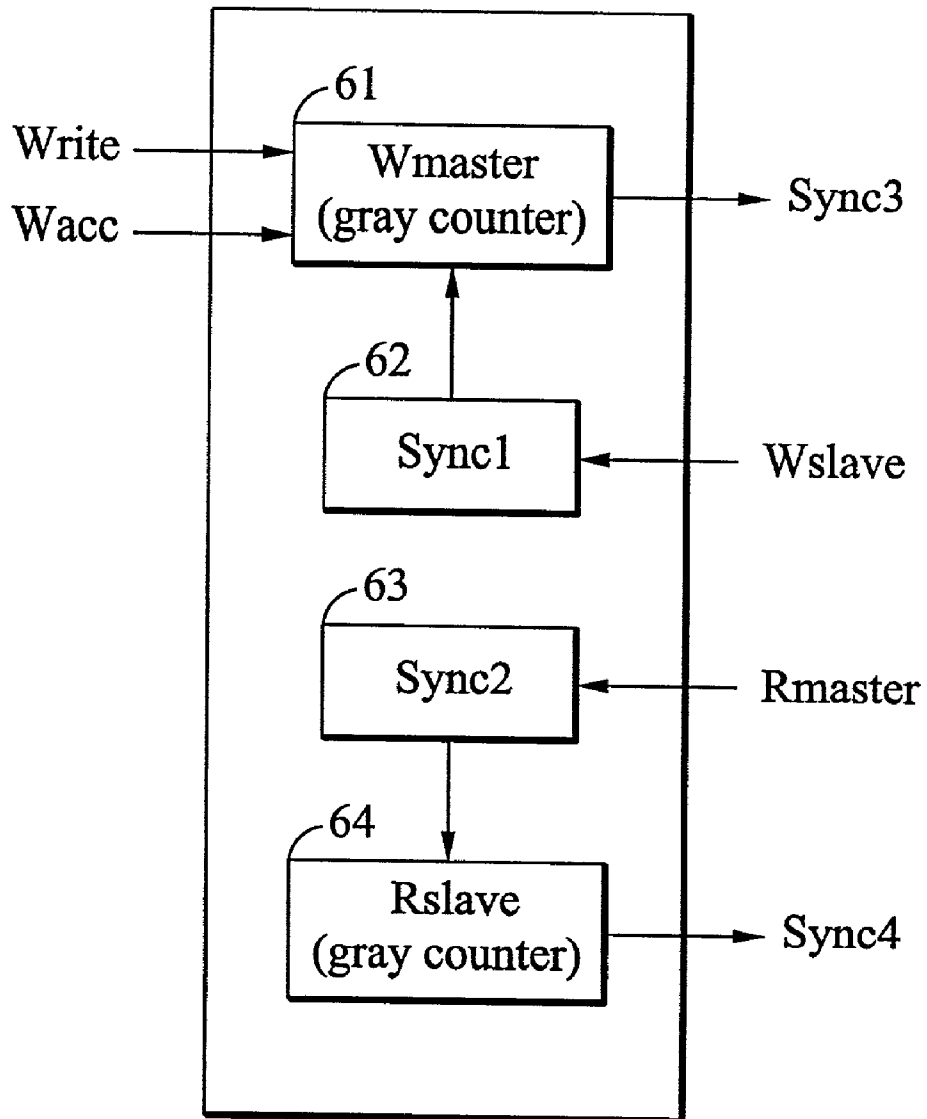 61
Write
Wmaster
(gray counter)
Sync3
Wacc
62
Sync1
Wslave
63
Sync2
Rmaster
64
Rslave
(gray counter)
Sync4